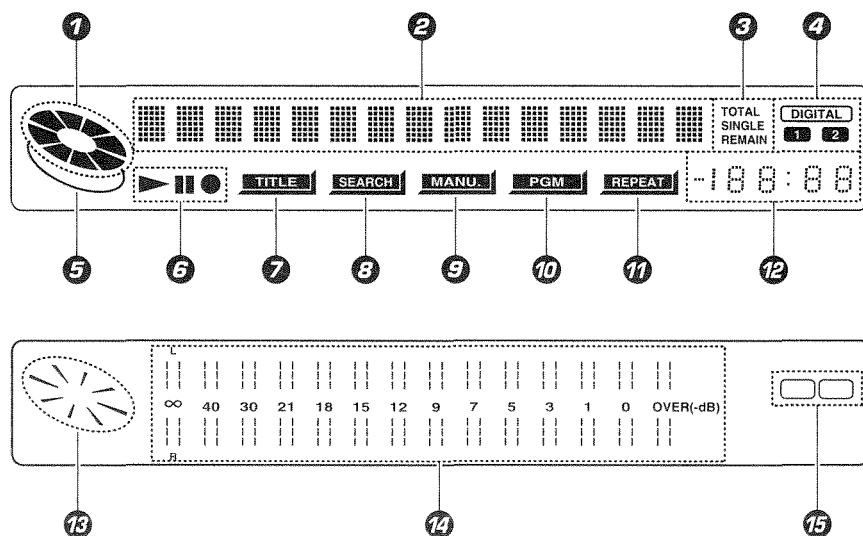 1 2 3 4
TOTAL
SINGLE
REMAIN
DIGITAL
1 2
TITLE SEARCH MANU. PGM REPEAT
-188:88
5 6 7 8 9 10 11 12
L
∞ 40 30 21 18 15 12 9 7 5 3 1 0 OVER(-dB)
R
13 14 15